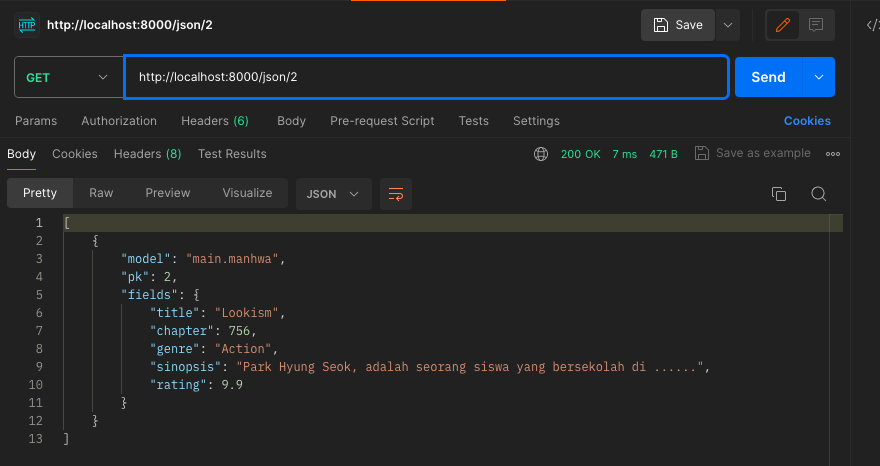 HTTP http://localhost:8000/json/2 Save </>
GET http://localhost:8000/json/2 Send
Params Authorization Headers (6) Body Pre-request Script Tests Settings Cookies
Body Cookies Headers (8) Test Results 200 OK 7 ms 471 B Save as example
Pretty Raw Preview Visualize JSON
1 [
2 {
3 "model": "main.manhwa",
4 "pk": 2,
5 "fields": {
6 "title": "Lookism",
7 "chapter": 756,
8 "genre": "Action",
9 "sinopsis": "Park Hyung Seok, adalah seorang siswa yang bersekolah di ......",
10 "rating": 9.9
11 }
12 }
13 ]